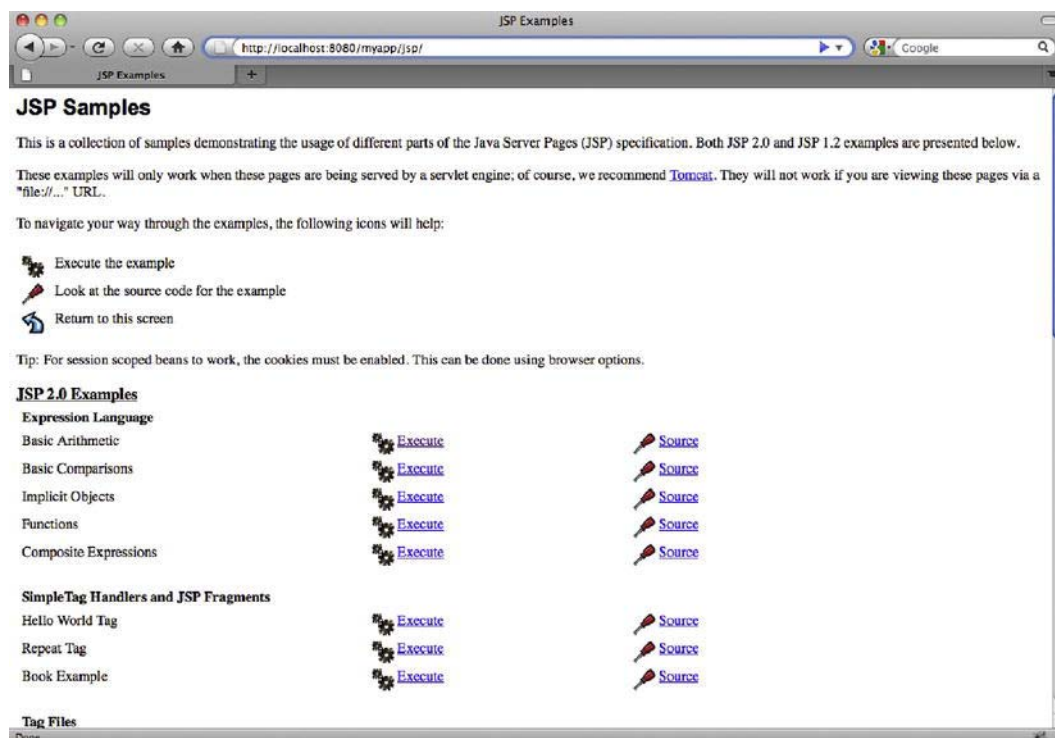 JSP Examples
http://localhost:8080/myapp/jsp/
Google
JSP Examples
+
JSP Samples
This is a collection of samples demonstrating the usage of different parts of the Java Server Pages (JSP) specification. Both JSP 2.0 and JSP 1.2 examples are presented below.
These examples will only work when these pages are being served by a servlet engine; of course, we recommend Tomcat. They will not work if you are viewing these pages via a
"file://..." URL.
To navigate your way through the examples, the following icons will help:
Execute the example
Look at the source code for the example
Return to this screen
Tip: For session scoped beans to work, the cookies must be enabled. This can be done using browser options.
JSP 2.0 Examples
Expression Language
Basic Arithmetic Execute Source
Basic Comparisons Execute Source
Implicit Objects Execute Source
Functions Execute Source
Composite Expressions Execute Source
SimpleTag Handlers and JSP Fragments
Hello World Tag Execute Source
Repeat Tag Execute Source
Book Example Execute Source
Tag Files
Done